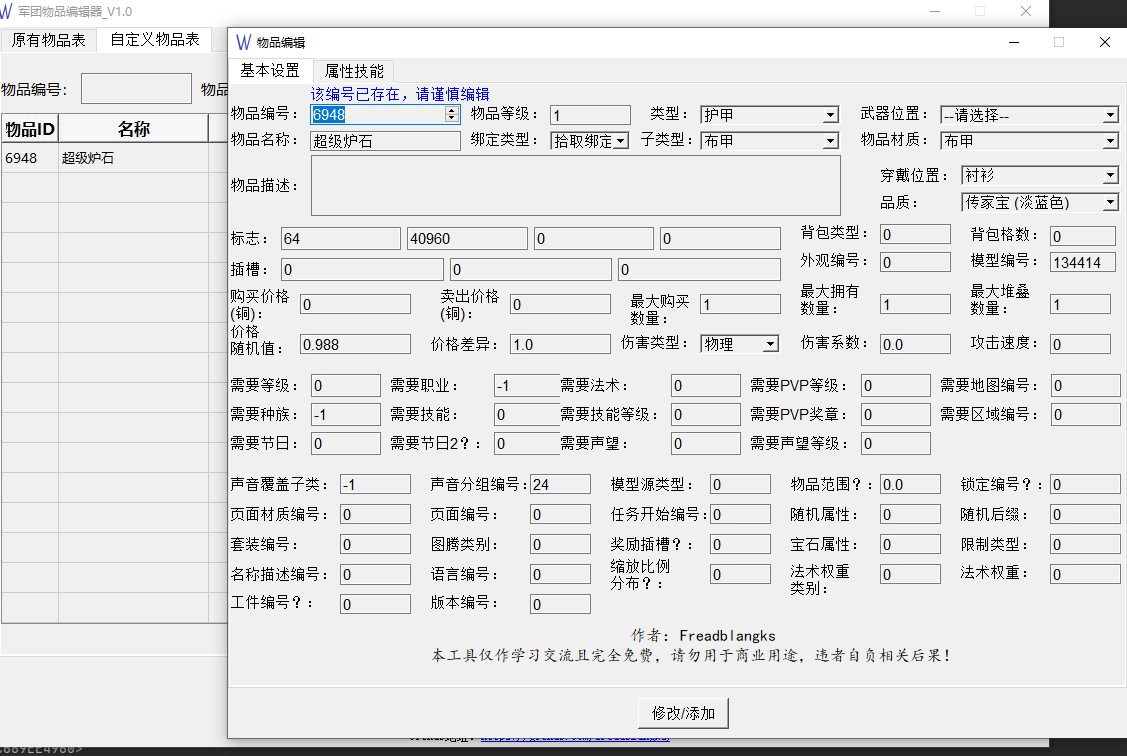 军团物品编辑器_V1.0
原有物品表 自定义物品表
物品编号： 物品
物品ID 名称
6948 超级炉石
物品编辑
基本设置 属性技能
该编号已存在，请谨慎编辑
物品编号： 6948 物品等级： 1 类型： 护甲 武器位置： --请选择--
物品名称： 超级炉石 绑定类型： 拾取绑定 子类型： 布甲 物品材质： 布甲
物品描述： 穿戴位置： 衬衫
品质： 传家宝 (淡蓝色)
标志： 64 40960 0 0 背包类型： 0 背包格数： 0
插槽： 0 0 0 外观编号： 0 模型编号： 134414
购买价格(铜)： 0 卖出价格(铜)： 0 最大购买数量： 1 最大拥有数量： 1 最大堆叠数量： 1
价格随机值： 0.988 价格差异： 1.0 伤害类型： 物理 伤害系数： 0.0 攻击速度： 0
需要等级： 0 需要职业： -1 需要法术： 0 需要PVP等级： 0 需要地图编号： 0
需要种族： -1 需要技能： 0 需要技能等级： 0 需要PVP奖章： 0 需要区域编号： 0
需要节日： 0 需要节日2？： 0 需要声望： 0 需要声望等级： 0
声音覆盖子类： -1 声音分组编号： 24 模型源类型： 0 物品范围？： 0.0 锁定编号？： 0
页面材质编号： 0 页面编号： 0 任务开始编号： 0 随机属性： 0 随机后缀： 0
套装编号： 0 图腾类别： 0 奖励插槽？： 0 宝石属性： 0 限制类型： 0
名称描述编号： 0 语言编号： 0 缩放比例分布？： 0 法术权重类别： 0 法术权重： 0
工件编号？： 0 版本编号： 0
作者：Freadblangks
本工具仅作学习交流且完全免费，请勿用于商业用途，违者自负相关后果！
修改/添加